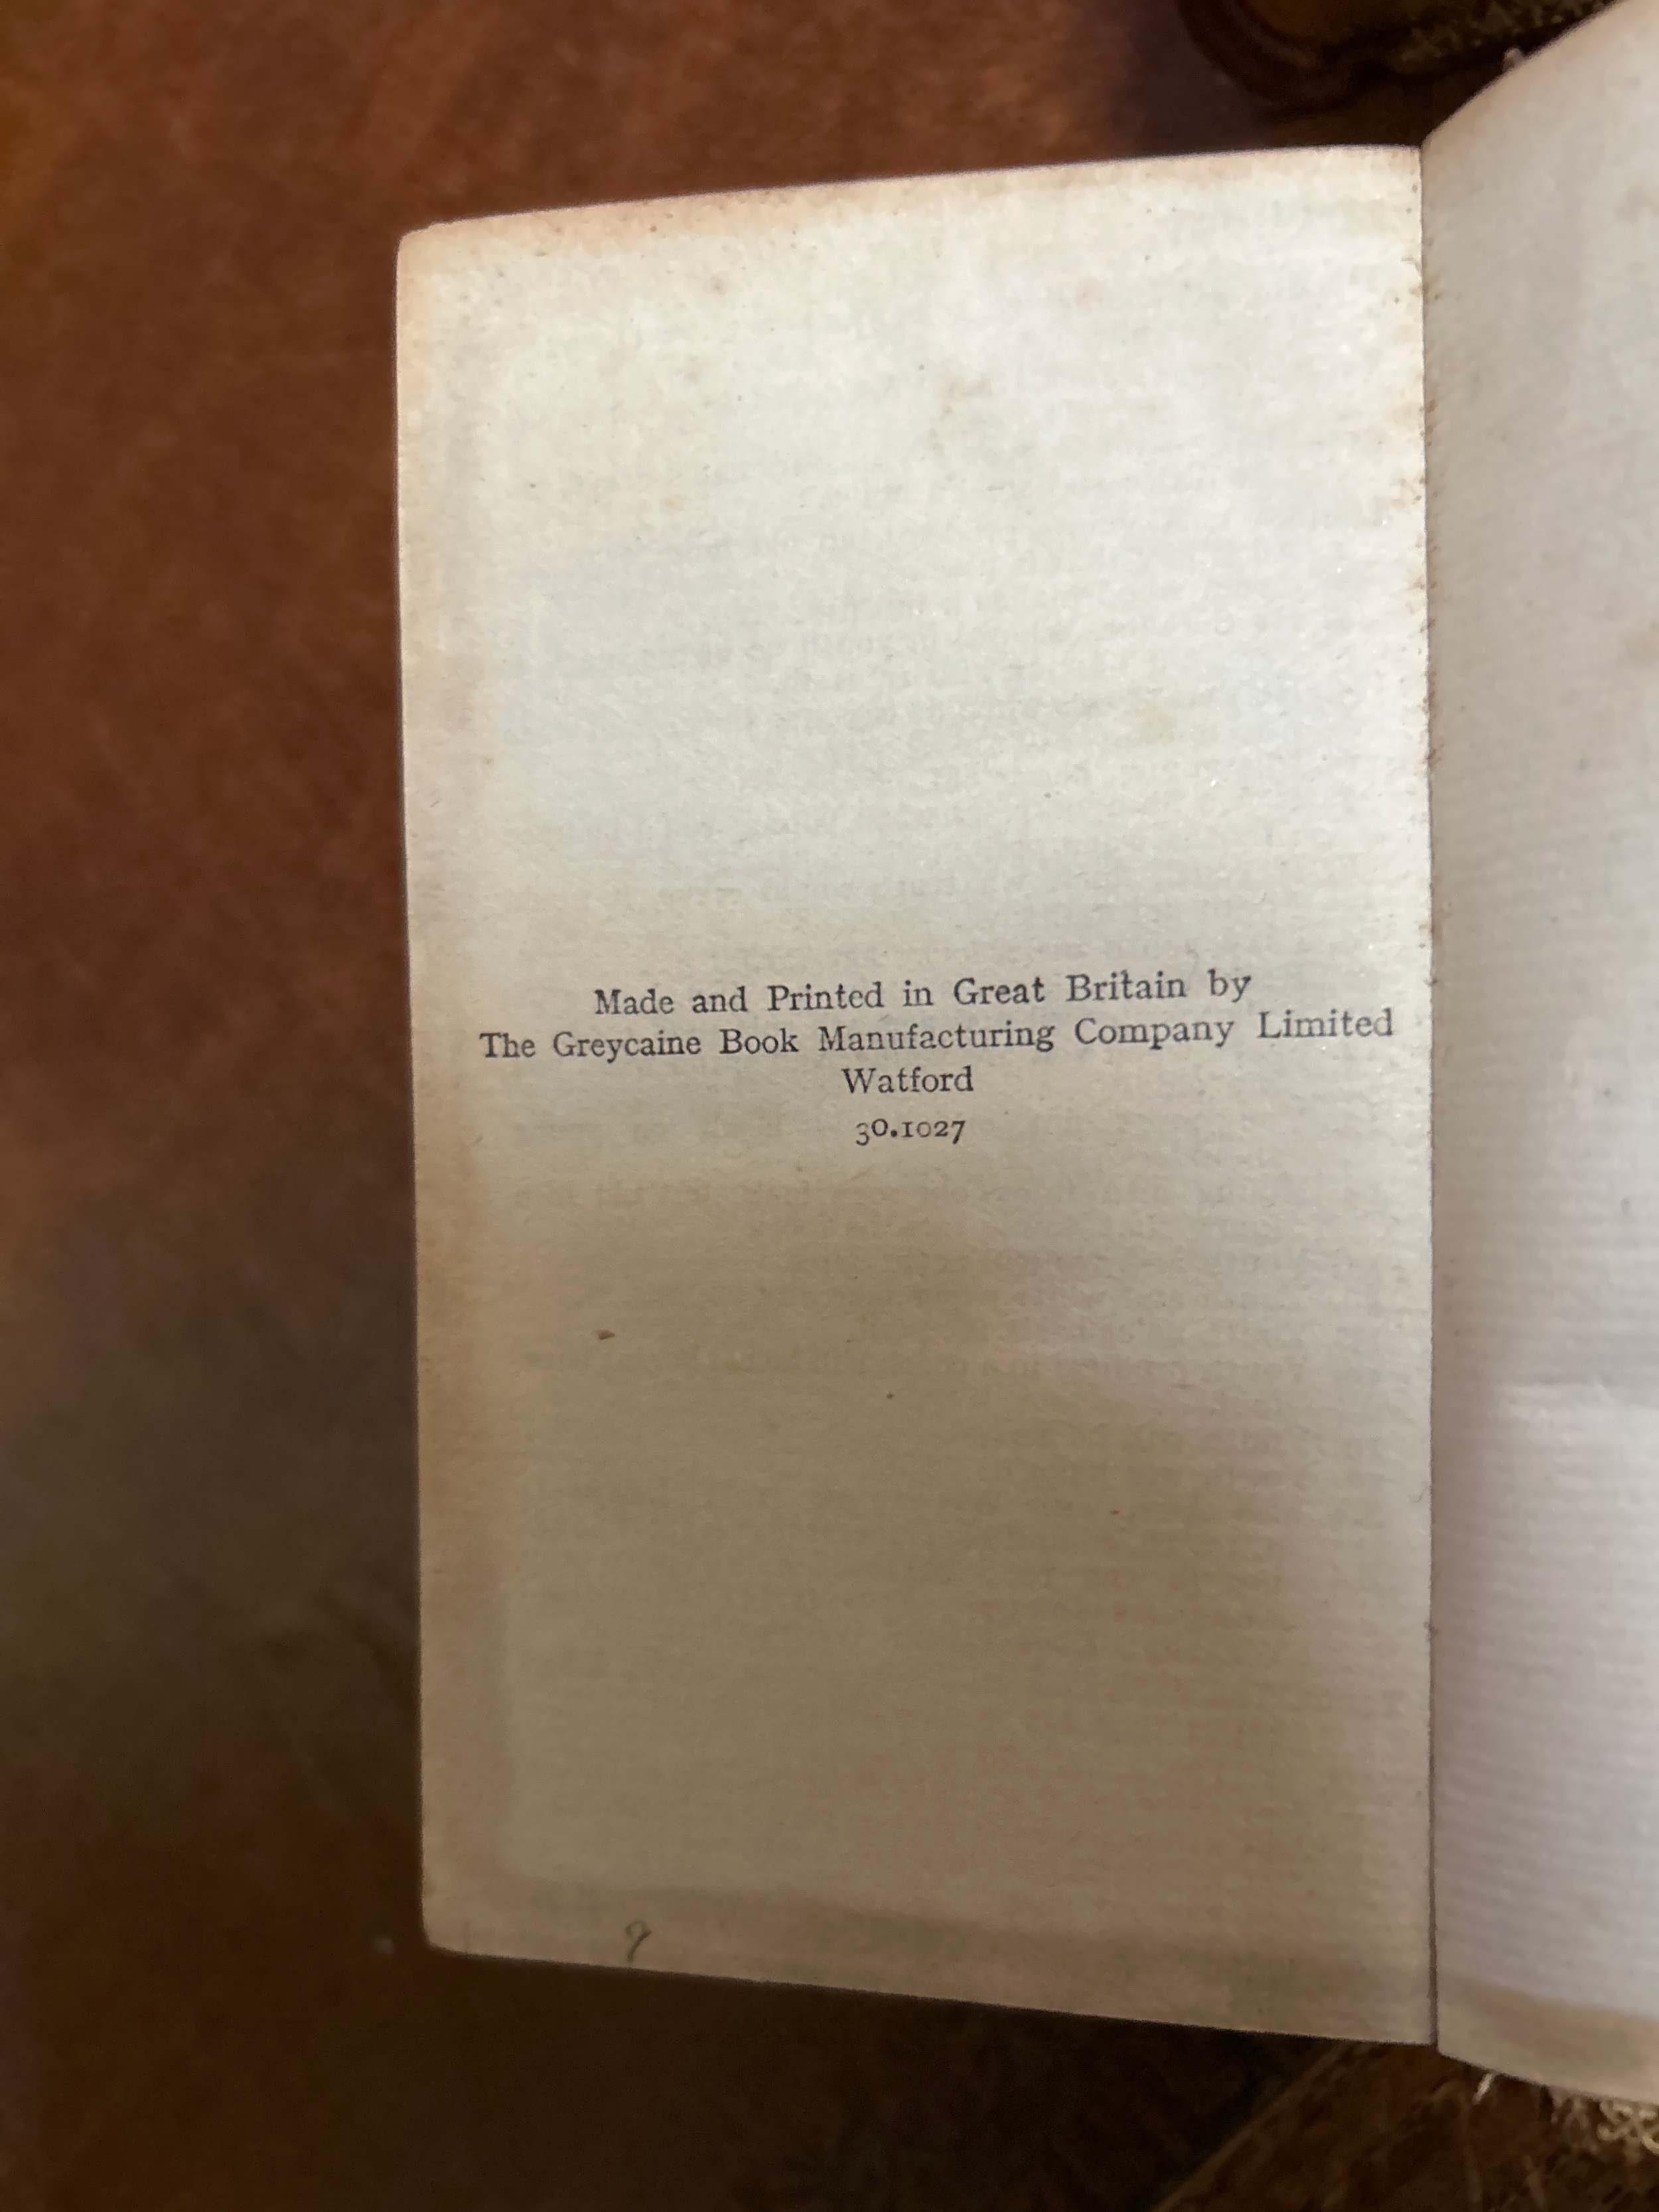 Made and Printed in Great Britain by
The Greycaine Book Manufacturing Company Limited
Watford
30.1027